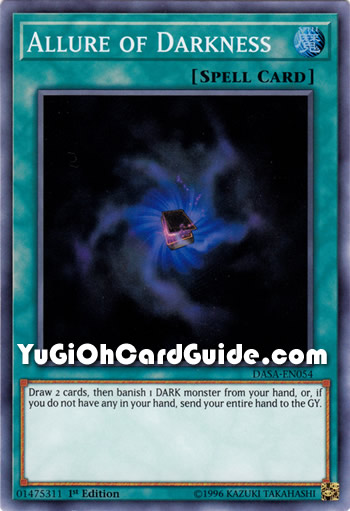 ALLURE OF DARKNESS
魔
[SPELL CARD]
DASA-EN054
YuGiOhCardGuide.com
Draw 2 cards, then banish 1 DARK monster from your hand, or, if
you do not have any in your hand, send your entire hand to the GY.
01475311 1st Edition ©1996 KAZUKI TAKAHASHI